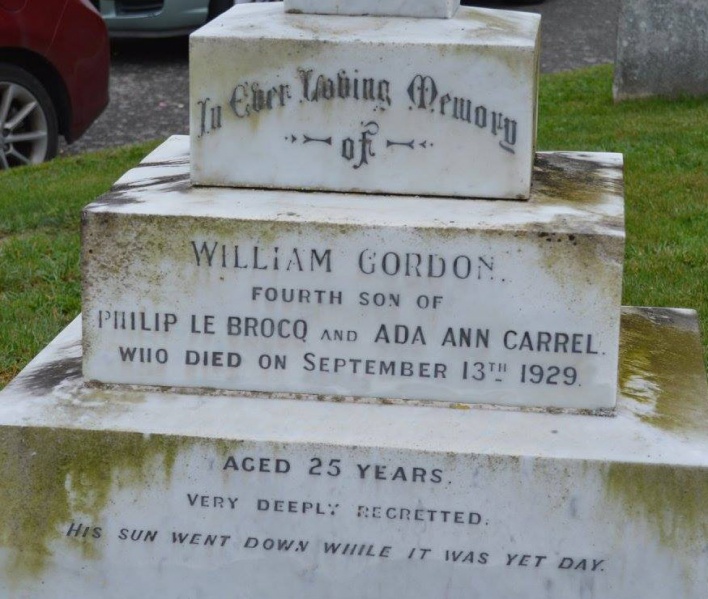 In Ever Loving Memory
of
WILLIAM GORDON.
FOURTH SON OF
PHILIP LE BROCQ AND ADA ANN CARREL.
WHO DIED ON SEPTEMBER 13TH 1929.
AGED 25 YEARS.
VERY DEEPLY REGRETTED.
HIS SUN WENT DOWN WHILE IT WAS YET DAY.